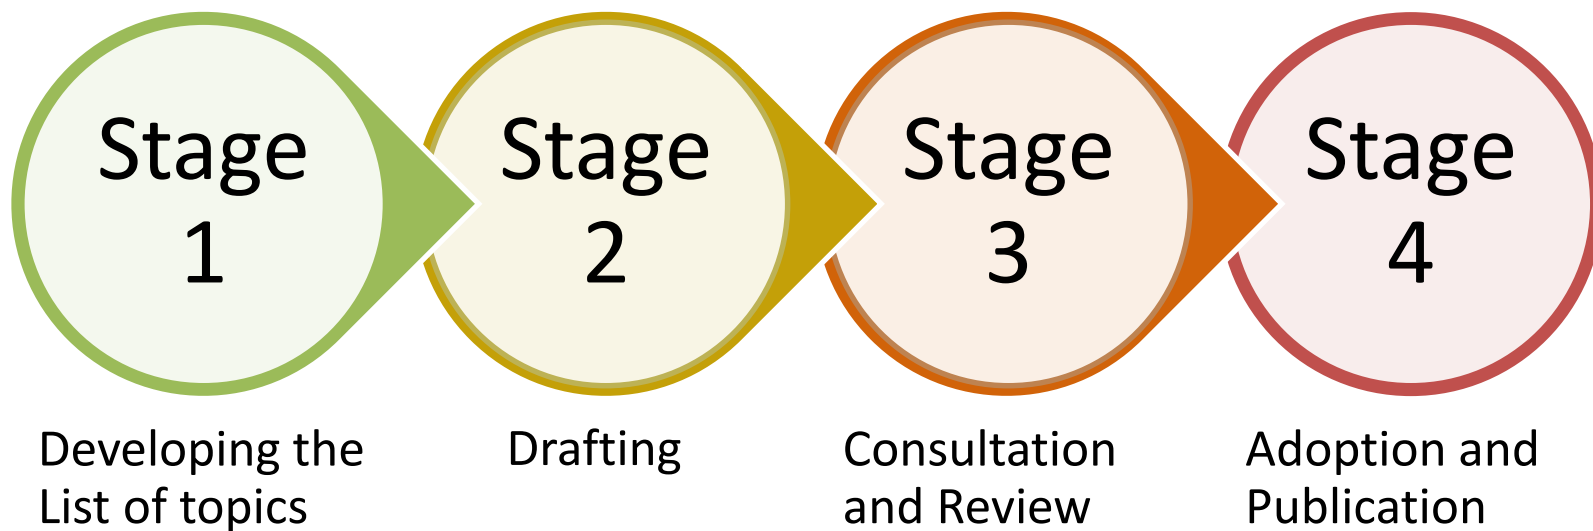 Stage
1
Stage
2
Stage
3
Stage
4
Developing the
List of topics
Drafting
Consultation
and Review
Adoption and
Publication